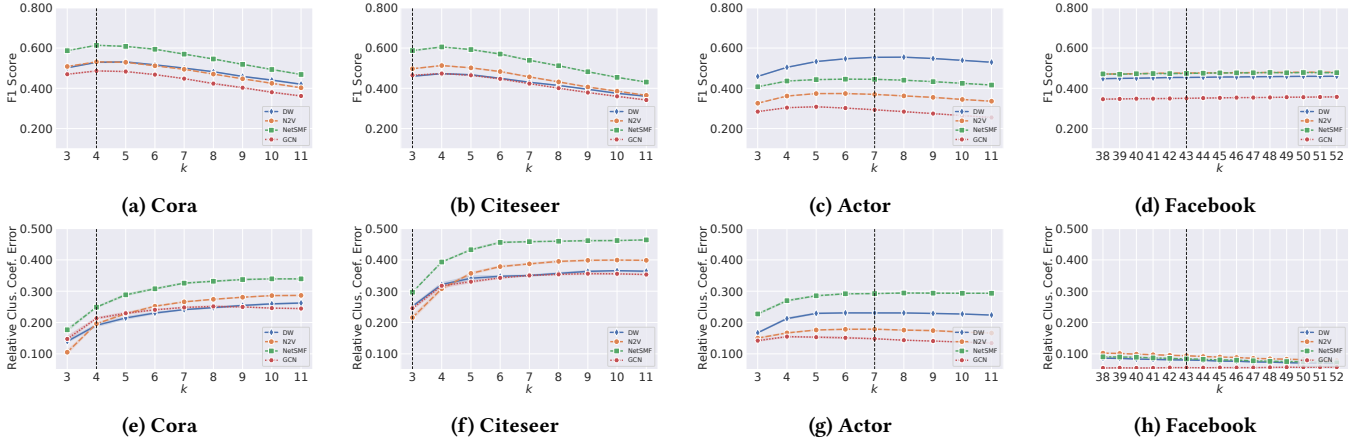 0.800
0.600
0.400
0.200
F1 Score
DW
N2V
NetSMF
GCN
3 4 5 6 7 8 9 10 11
k
(a) Cora
0.800
0.600
0.400
0.200
F1 Score
DW
N2V
NetSMF
GCN
3 4 5 6 7 8 9 10 11
k
(b) Citeseer
0.800
0.600
0.400
0.200
F1 Score
DW
N2V
NetSMF
GCN
3 4 5 6 7 8 9 10 11
k
(c) Actor
0.800
0.600
0.400
0.200
F1 Score
DW
N2V
NetSMF
GCN
38 39 40 41 42 43 44 45 46 47 48 49 50 51 52
k
(d) Facebook
0.500
0.400
0.300
0.200
0.100
Relative Clus. Coef. Error
DW
N2V
NetSMF
GCN
3 4 5 6 7 8 9 10 11
k
(e) Cora
0.500
0.400
0.300
0.200
0.100
Relative Clus. Coef. Error
DW
N2V
NetSMF
GCN
3 4 5 6 7 8 9 10 11
k
(f) Citeseer
0.500
0.400
0.300
0.200
0.100
Relative Clus. Coef. Error
DW
N2V
NetSMF
GCN
3 4 5 6 7 8 9 10 11
k
(g) Actor
0.500
0.400
0.300
0.200
0.100
Relative Clus. Coef. Error
DW
N2V
NetSMF
GCN
38 39 40 41 42 43 44 45 46 47 48 49 50 51 52
k
(h) Facebook